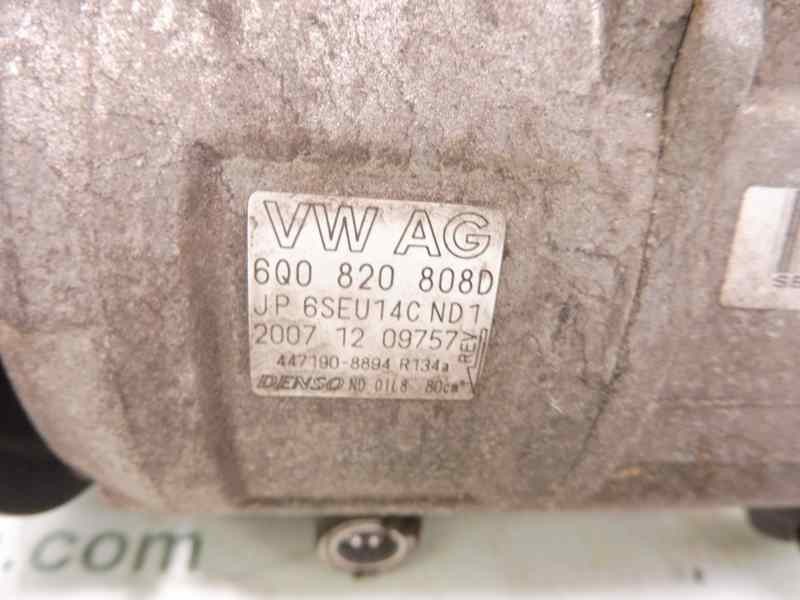 VW AG
6Q0 820 808D
JP 6SEU14C ND1
2007 12 09757
REV
447190-8894 R134a
DENSO ND OIL8 80cm³
.com